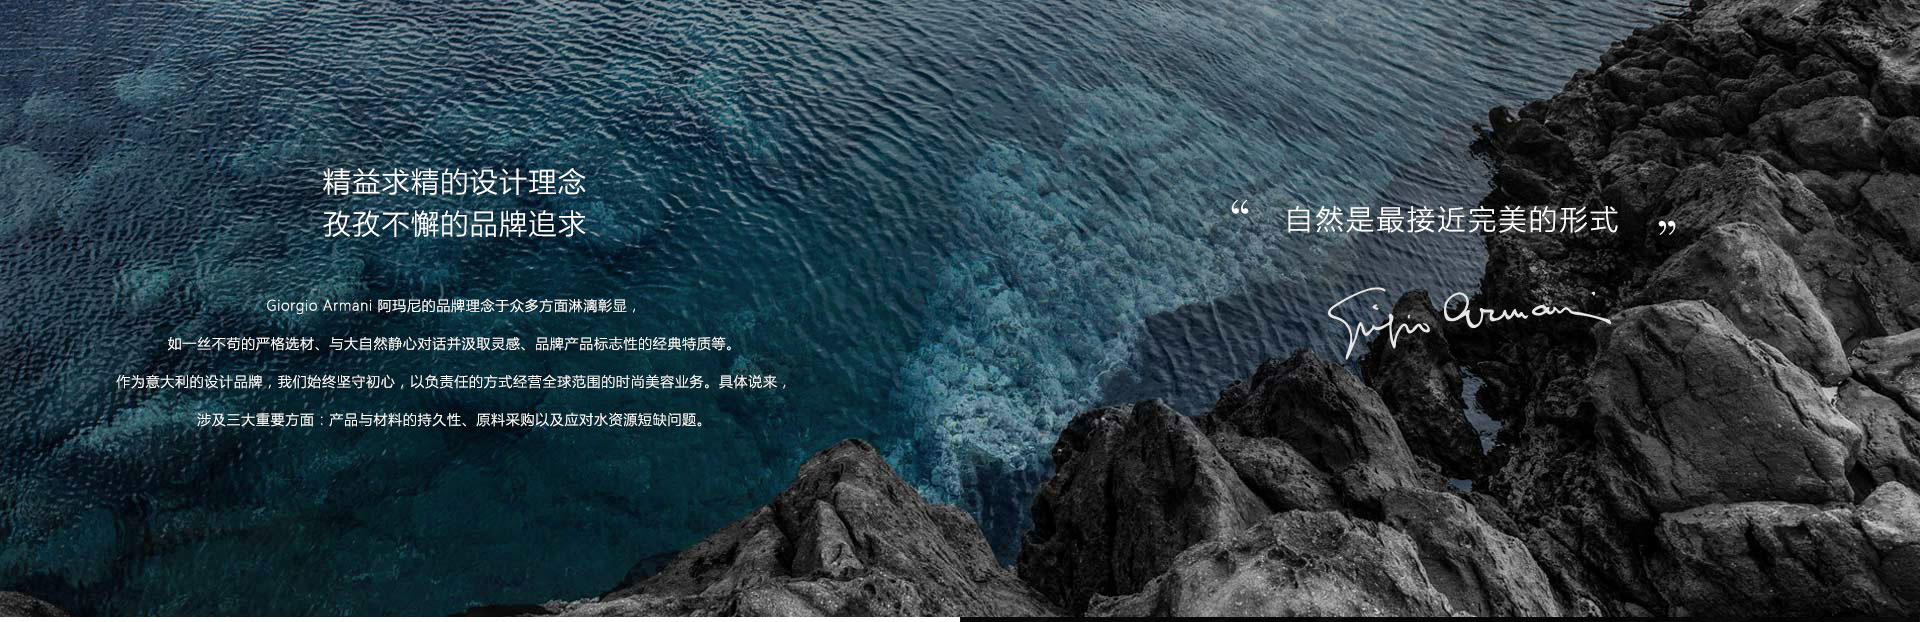 精益求精的设计理念
孜孜不懈的品牌追求
Giorgio Armani 阿玛尼的品牌理念于众多方面淋漓彰显，
如一丝不苟的严格选材、与大自然静心对话并汲取灵感、品牌产品标志性的经典特质等。
作为意大利的设计品牌，我们始终坚守初心，以负责任的方式经营全球范围的时尚美容业务。具体说来，
涉及三大重要方面：产品与材料的持久性、原料采购以及应对水资源短缺问题。
“ 自然是最接近完美的形式 ”
Giorgio Armani